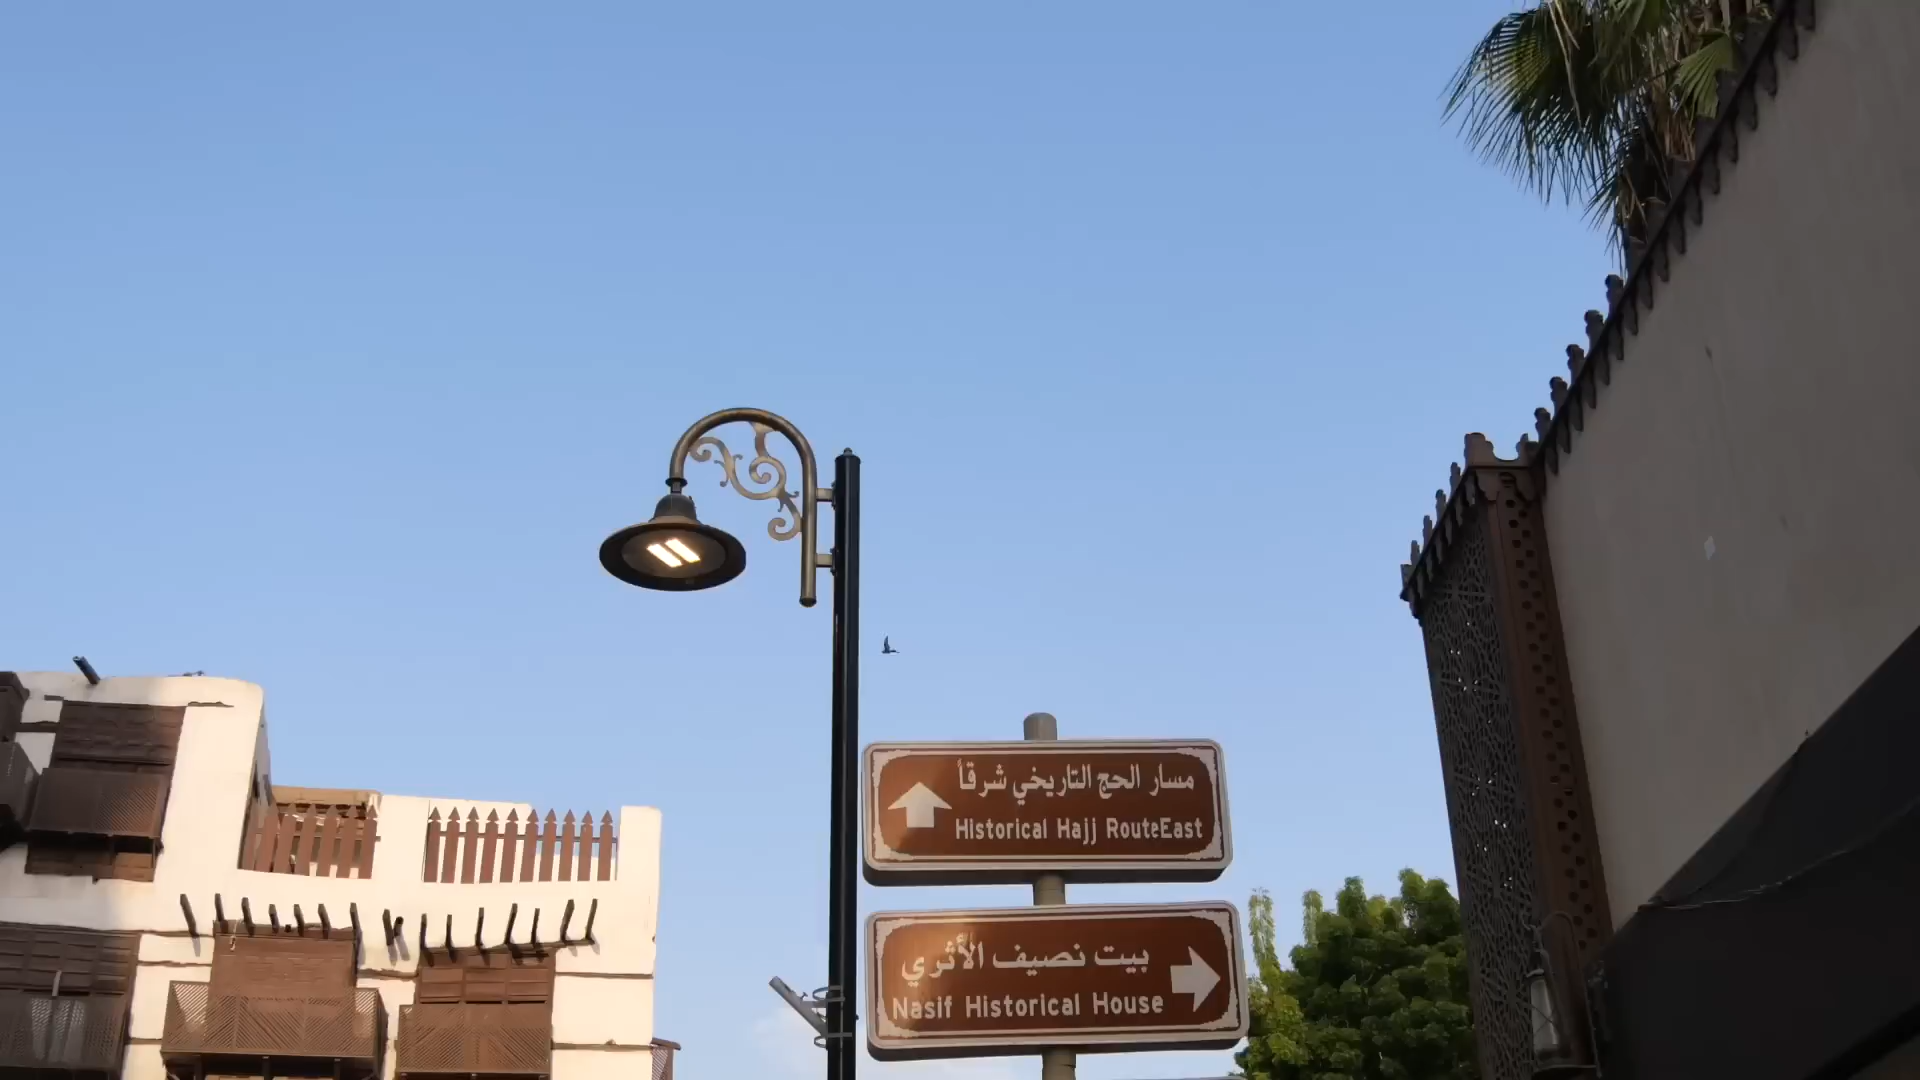 مسار الحج التاريخي شرقاً
Historical Hajj RouteEast
بيت نصيف الأثري
Nasif Historical House